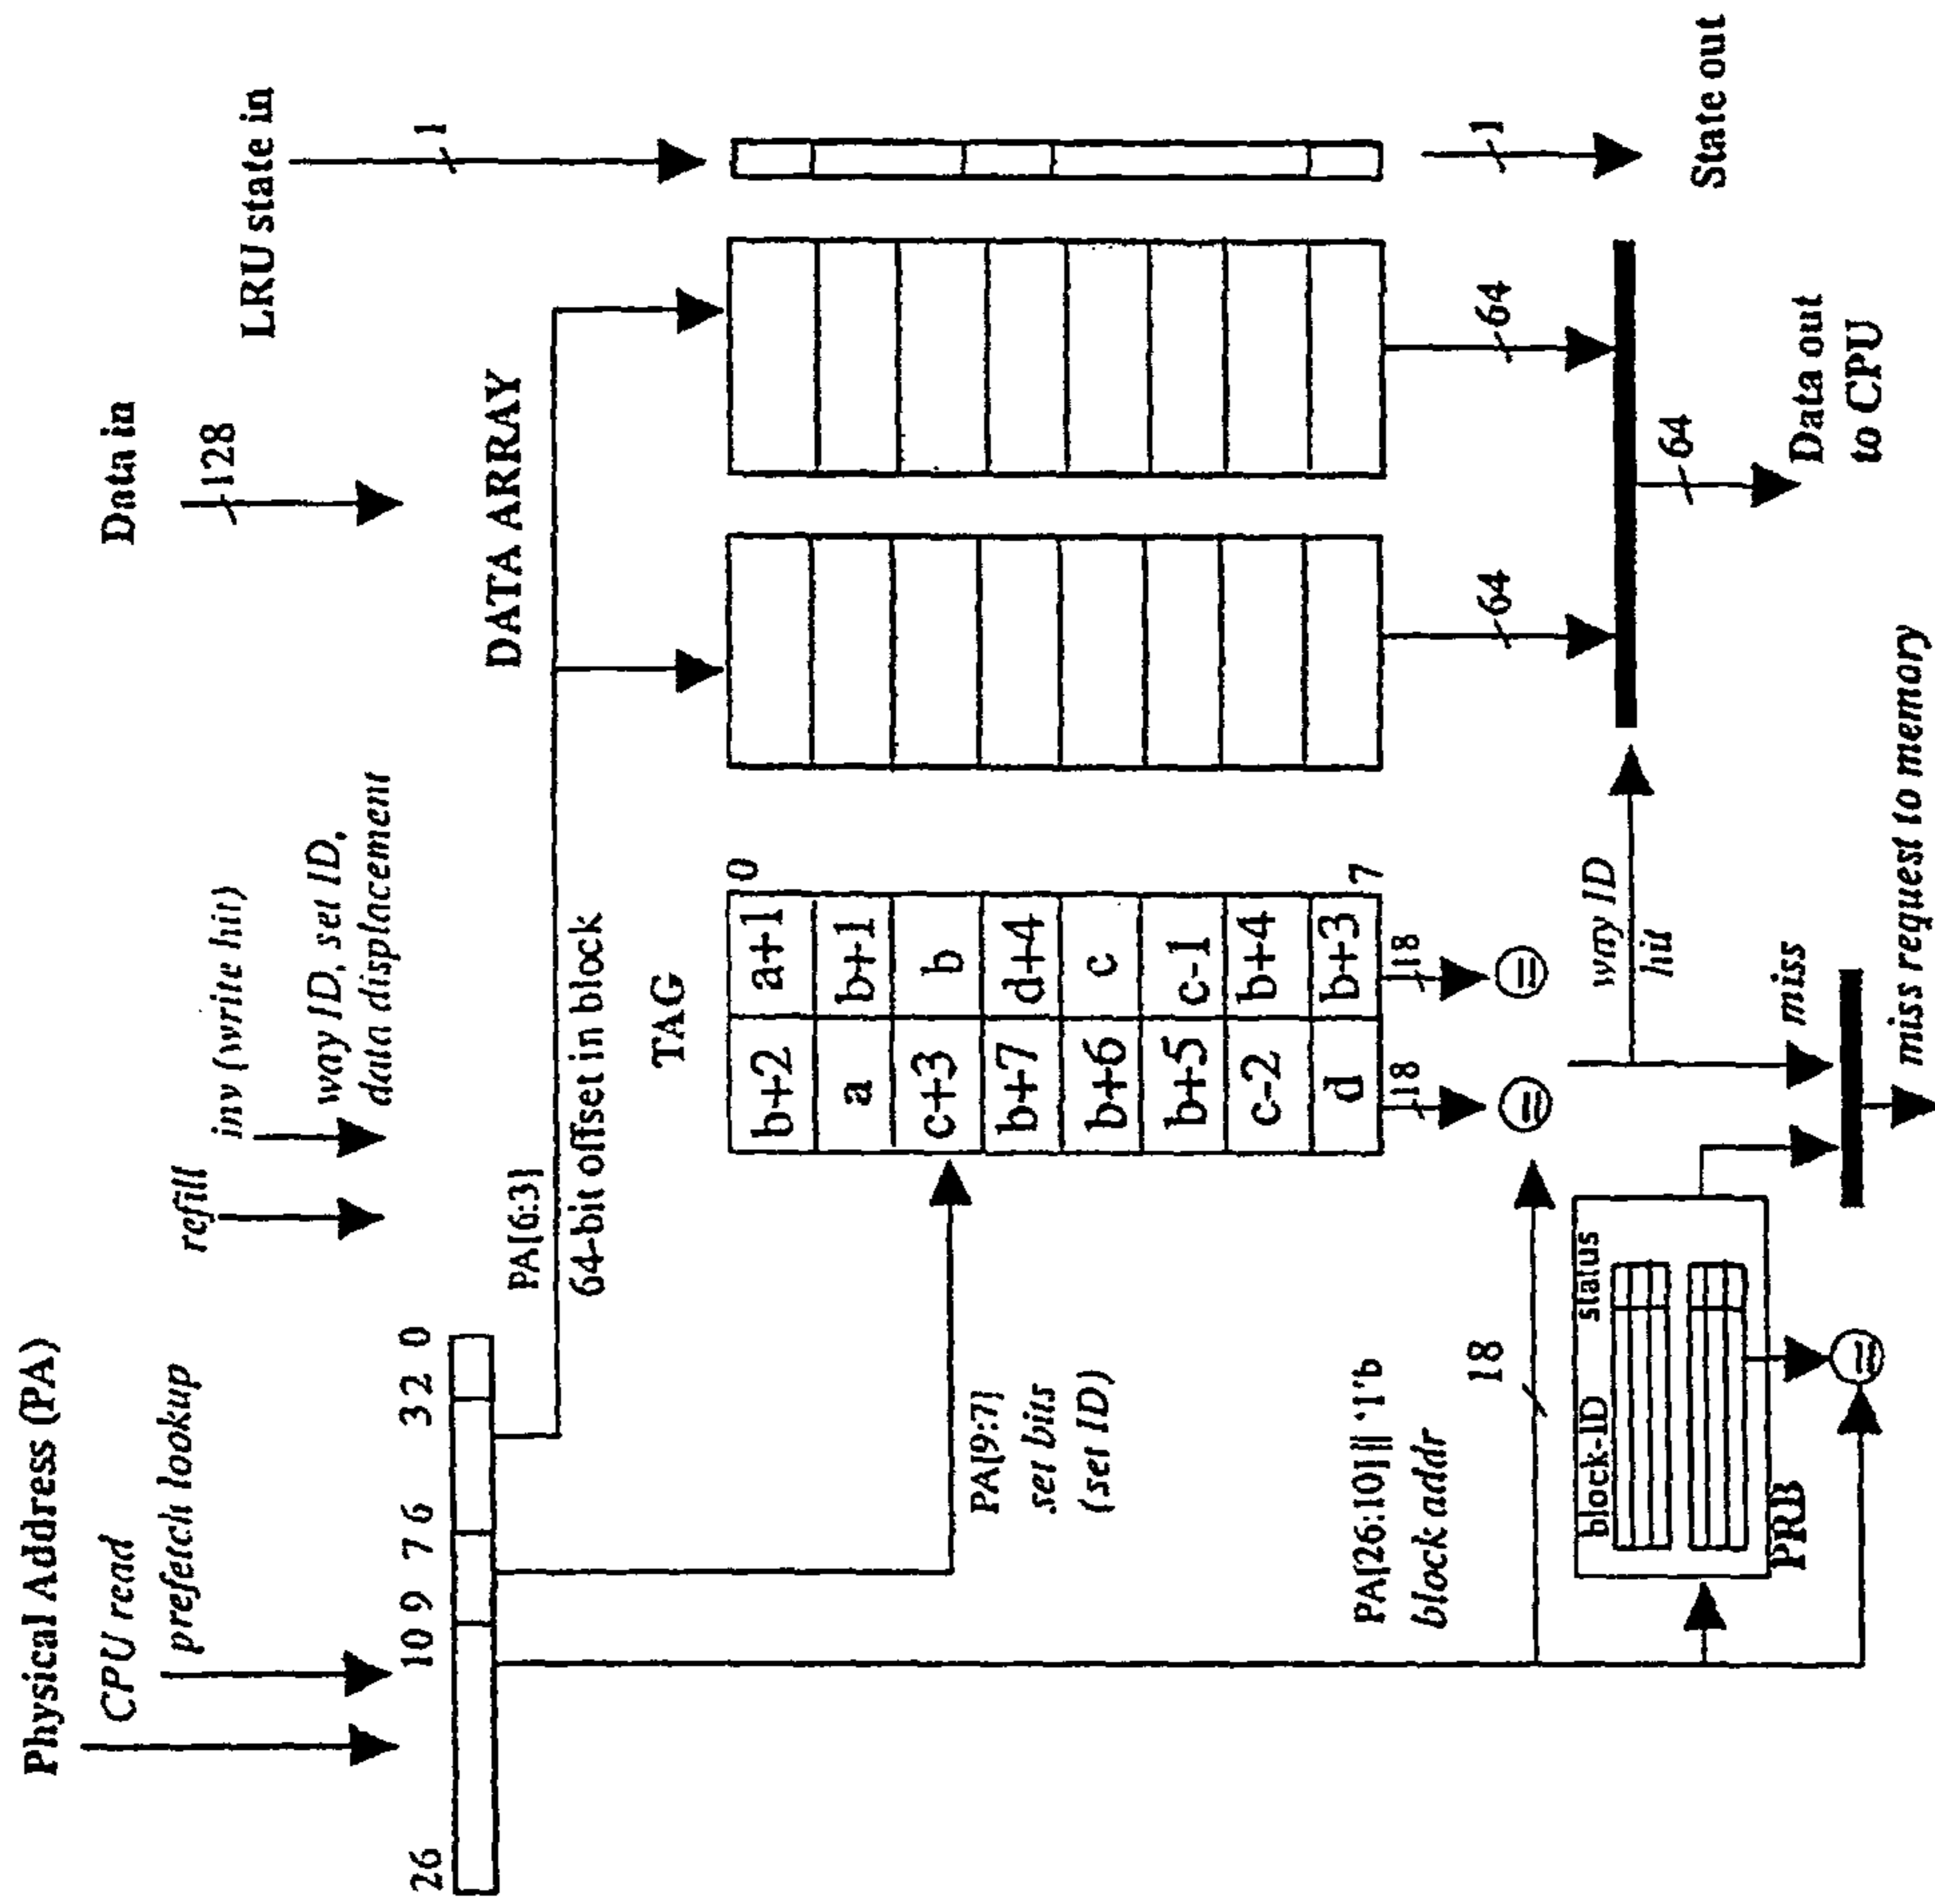 Physical Address (PA)
CPU read
prefetch lookup
refill
inv (write hit)
way ID, set ID,
data displacement
Data in
128
LRU state in
1
26
10 9
7 6
3 2
0
PA[6:3]
64-bit offset in block
DATA ARRAY
PA[9:7]
set bits
(set ID)
TAG
0
b+2 a+1
a b+1
c+3 b
b+7 d+4
b+6 c
b+5 c-1
c-2 b+4
d b+3
7
18
18
=
=
PA[26:10] || '1'b
block addr
18
block-ID
status
PRB
=
way ID
hit
miss
miss request to memory
64
64
64
Data out
to CPU
1
State out